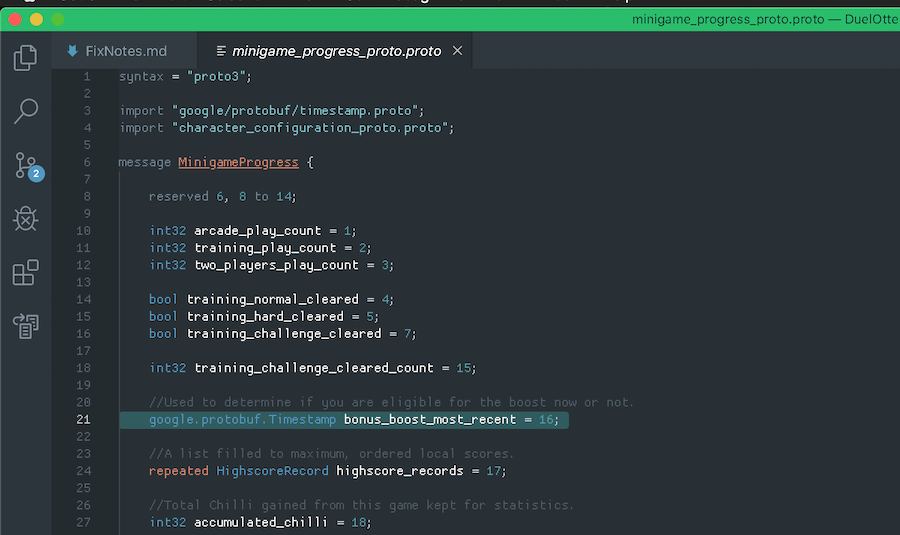 minigame_progress_proto.proto — DuelOtte
FixNotes.md
minigame_progress_proto.proto
1 syntax = "proto3";
2
3 import "google/protobuf/timestamp.proto";
4 import "character_configuration_proto.proto";
5
6 message MinigameProgress {
7
8 reserved 6, 8 to 14;
9
10 int32 arcade_play_count = 1;
11 int32 training_play_count = 2;
12 int32 two_players_play_count = 3;
13
14 bool training_normal_cleared = 4;
15 bool training_hard_cleared = 5;
16 bool training_challenge_cleared = 7;
17
18 int32 training_challenge_cleared_count = 15;
19
20 //Used to determine if you are eligible for the boost now or not.
21 google.protobuf.Timestamp bonus_boost_most_recent = 16;
22
23 //A list filled to maximum, ordered local scores.
24 repeated HighscoreRecord highscore_records = 17;
25
26 //Total Chilli gained from this game kept for statistics.
27 int32 accumulated_chilli = 18;
2